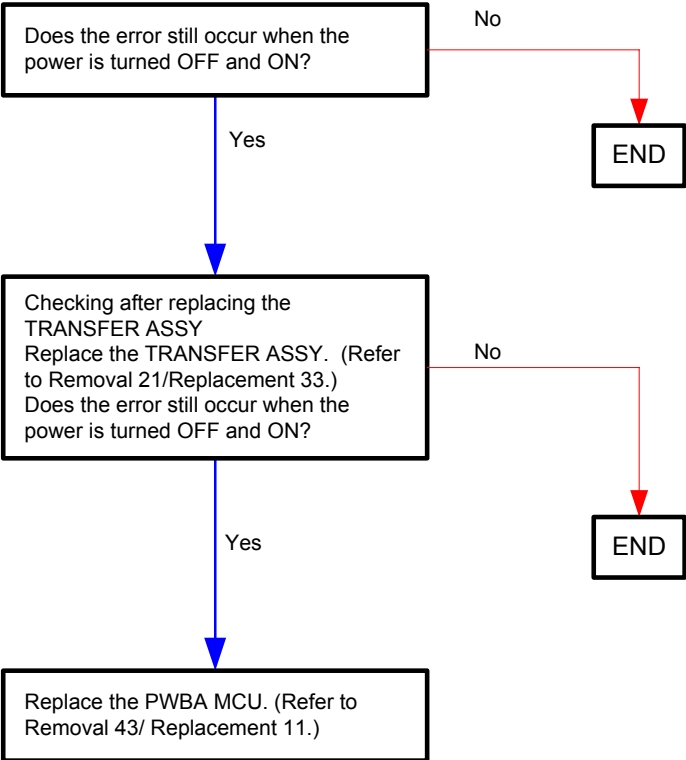 Does the error still occur when the
power is turned OFF and ON?
No
END
Yes
Checking after replacing the
TRANSFER ASSY
Replace the TRANSFER ASSY.  (Refer
to Removal 21/Replacement 33.)
Does the error still occur when the
power is turned OFF and ON?
No
END
Yes
Replace the PWBA MCU. (Refer to
Removal 43/ Replacement 11.)